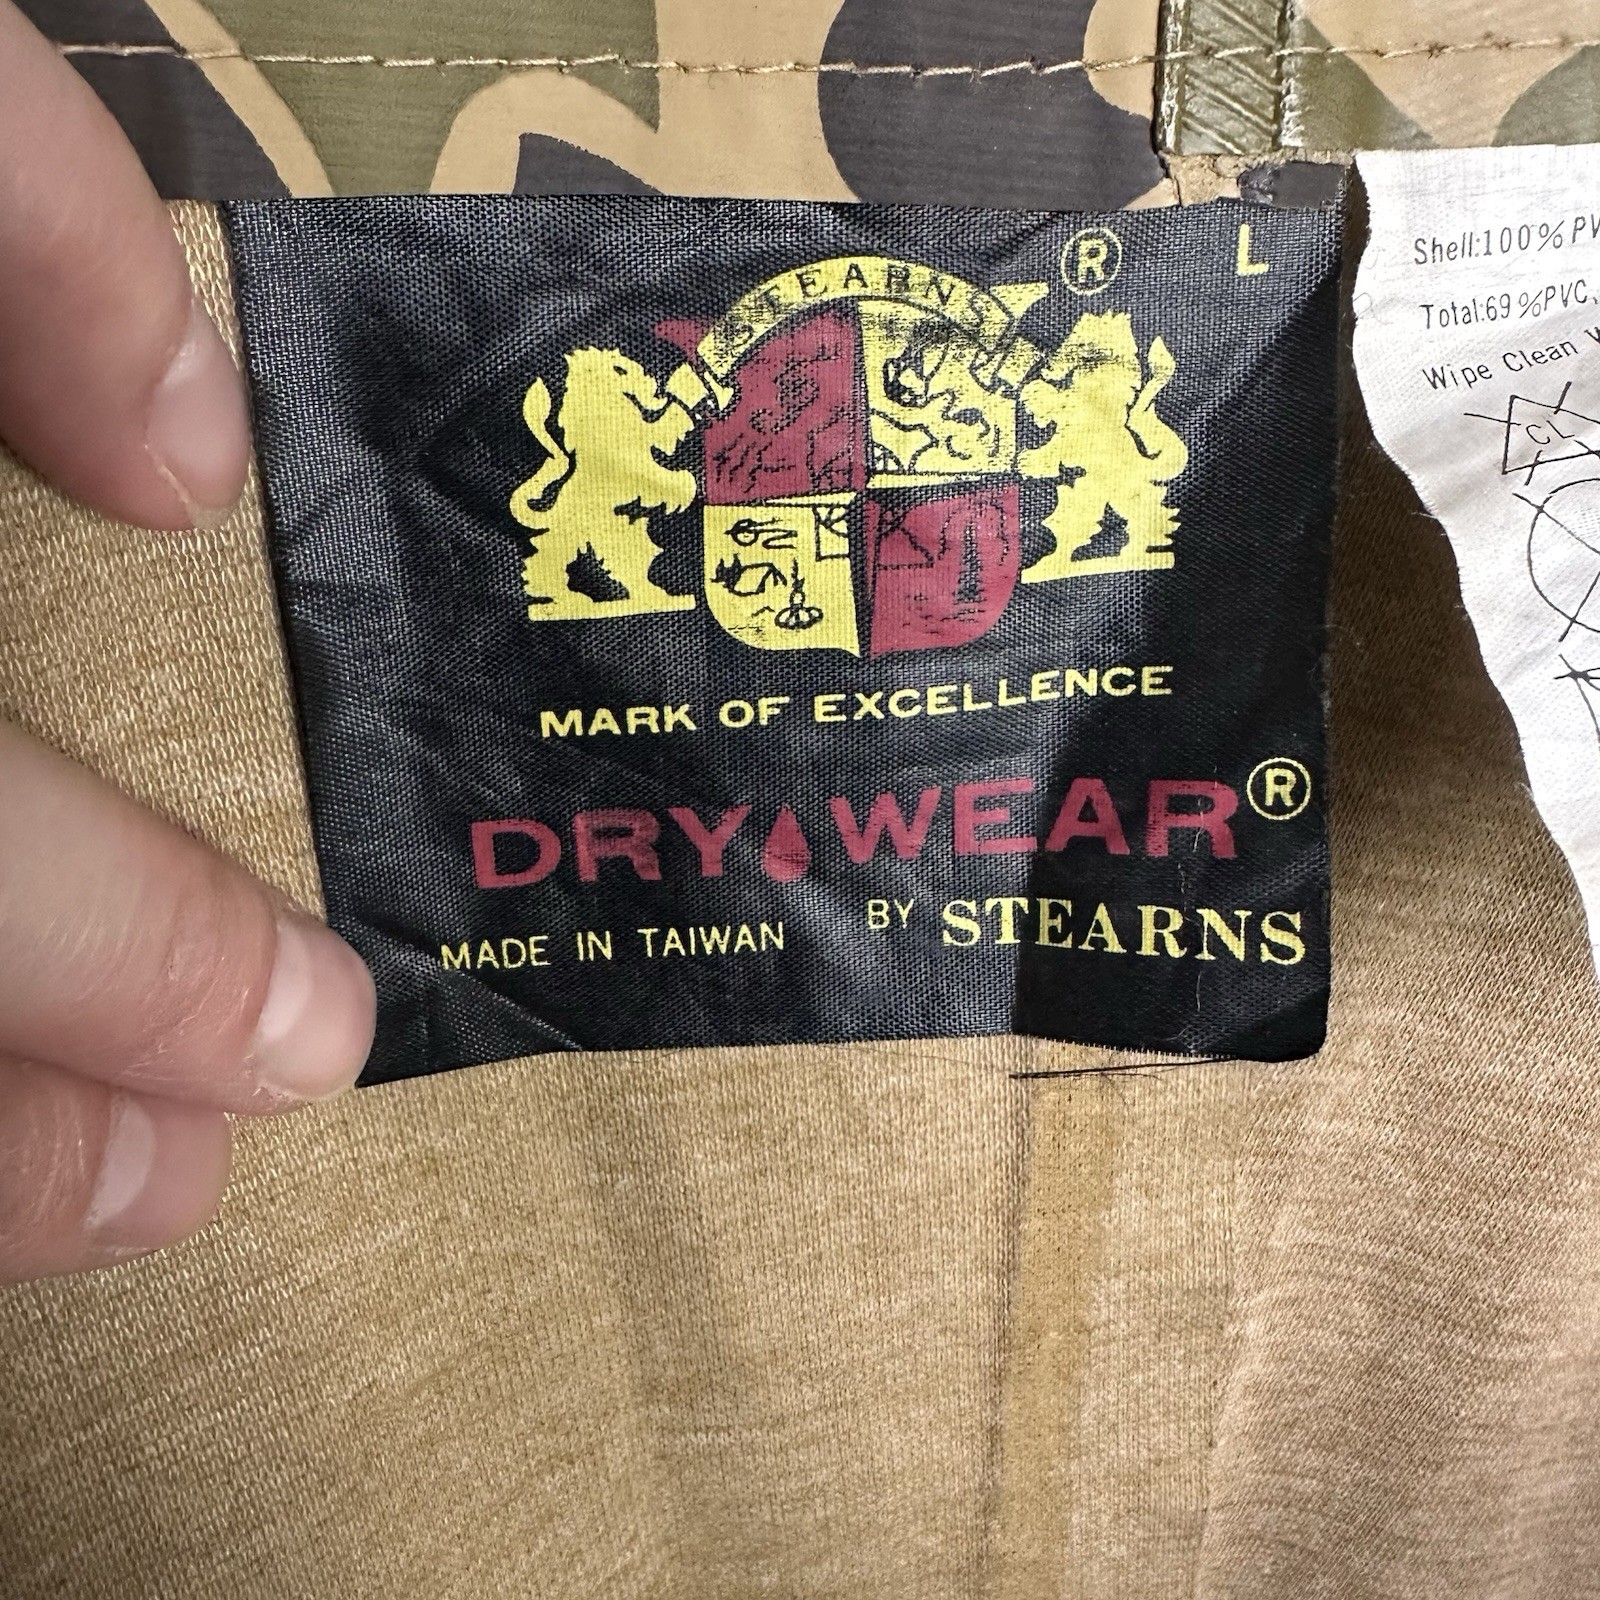 STEARNS ®
L
MARK OF EXCELLENCE
DRY WEAR ®
BY STEARNS
MADE IN TAIWAN
Shell:100%
Total:69%PVC,
Wipe Clean
CL